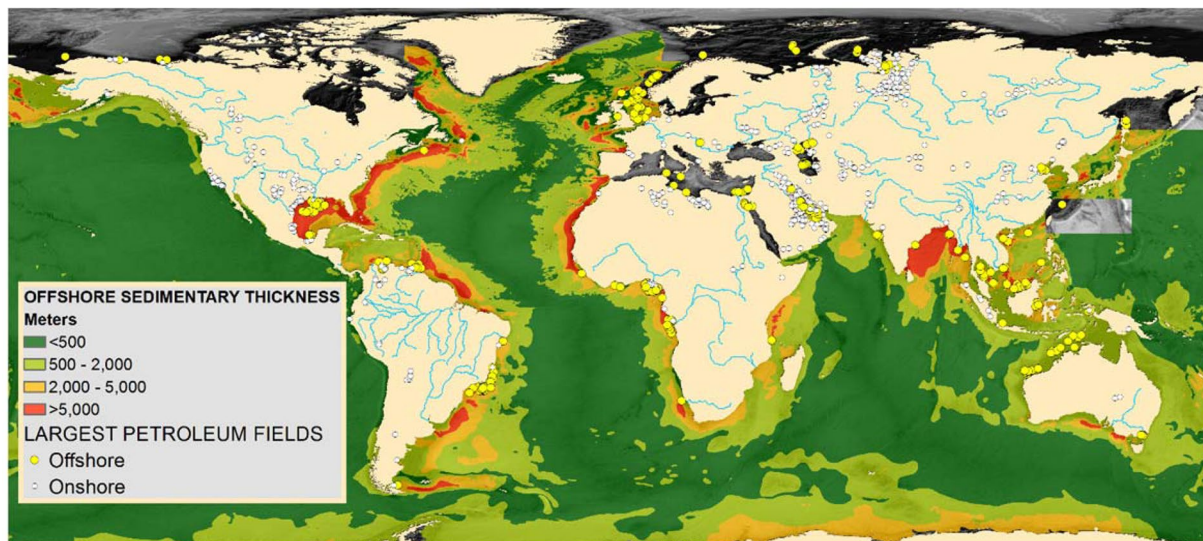 OFFSHORE SEDIMENTARY THICKNESS
Meters
<500
500 - 2,000
2,000 - 5,000
>5,000
LARGEST PETROLEUM FIELDS
Offshore
Onshore